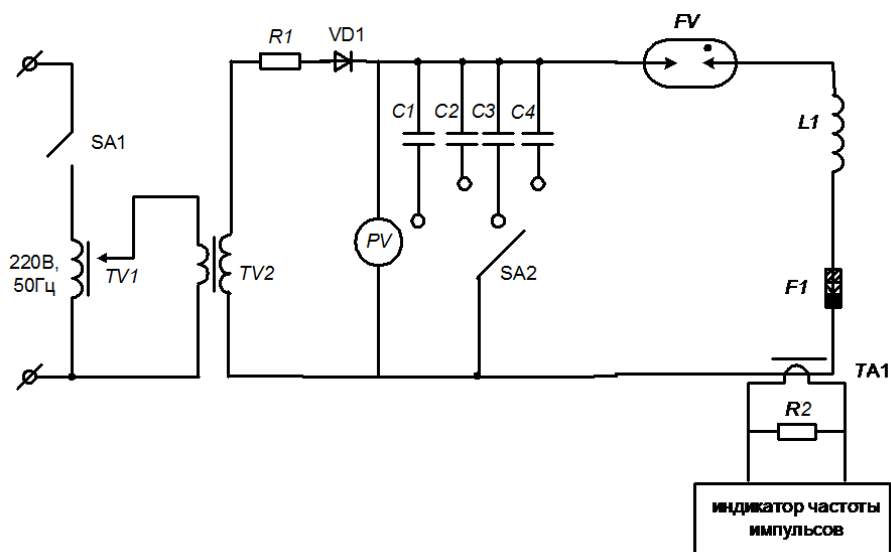 FV
R1
VD1
C1
C2
C3
C4
L1
SA1
PV
SA2
220В,
50Гц
TV1
TV2
F1
TA1
R2
индикатор частоты
импульсов